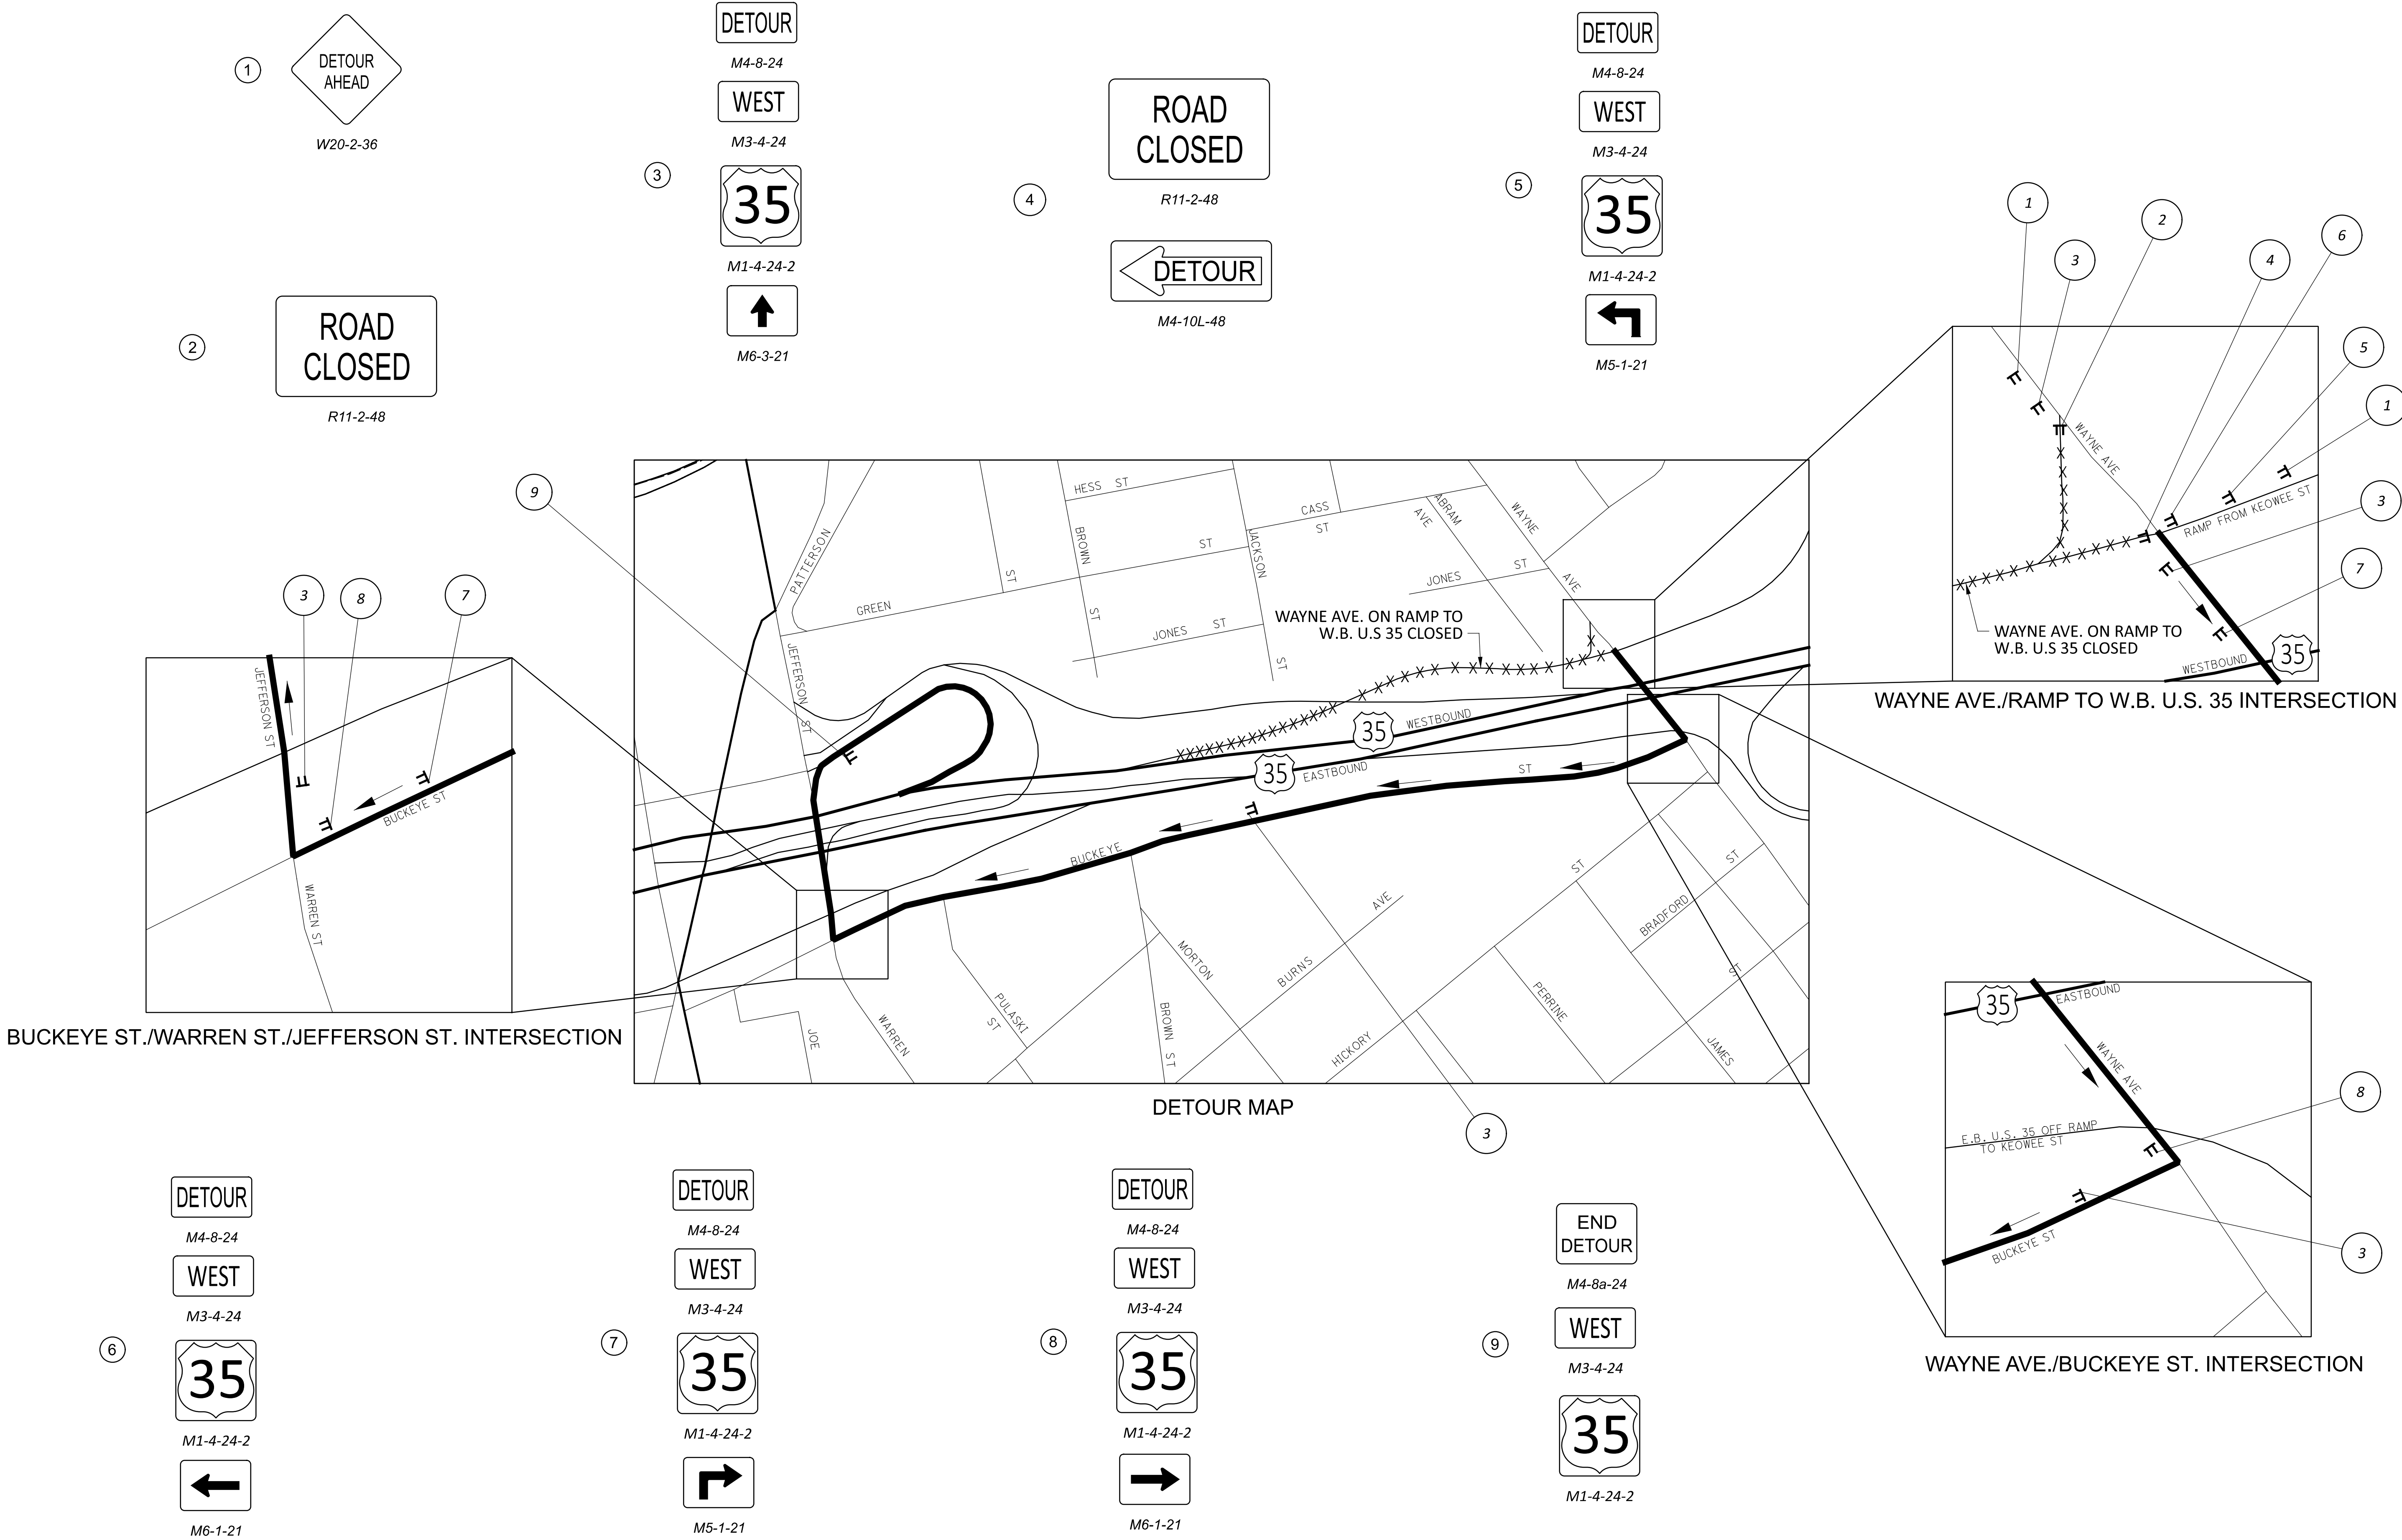 1
DETOUR
AHEAD
W20-2-36
2
ROAD
CLOSED
R11-2-48
3
DETOUR
M4-8-24
WEST
M3-4-24
35
M1-4-24-2
M6-3-21
4
ROAD
CLOSED
R11-2-48
DETOUR
M4-10L-48
5
DETOUR
M4-8-24
WEST
M3-4-24
35
M1-4-24-2
M5-1-21
1
3
2
4
6
5
1
3
7
WAYNE AVE
RAMP FROM KEOWEE ST
WAYNE AVE. ON RAMP TO
W.B. U.S 35 CLOSED
WESTBOUND
35
WAYNE AVE./RAMP TO W.B. U.S. 35 INTERSECTION
9
PATTERSON
HESS ST
BROWN
ST
CASS
ST
ABRAM
AVE
WAYNE
AVE
ST
JACKSON
ST
ST
GREEN
JONES ST
JONES ST
JEFFERSON
ST
WAYNE AVE. ON RAMP TO
W.B. U.S 35 CLOSED
35
WESTBOUND
35
EASTBOUND
ST
BUCKEYE
PULASKI
ST
MORTON
BROWN ST
BURNS
AVE
HICKORY
ST
PERRINE
BRADFORD
ST
ST
JAMES
JOE
WARREN
DETOUR MAP
3
3
8
7
JEFFERSON ST
BUCKEYE ST
WARREN ST
BUCKEYE ST./WARREN ST./JEFFERSON ST. INTERSECTION
35
EASTBOUND
WAYNE AVE
E.B. U.S. 35 OFF RAMP
TO KEOWEE ST
BUCKEYE ST
8
3
WAYNE AVE./BUCKEYE ST. INTERSECTION
6
DETOUR
M4-8-24
WEST
M3-4-24
35
M1-4-24-2
M6-1-21
7
DETOUR
M4-8-24
WEST
M3-4-24
35
M1-4-24-2
M5-1-21
8
DETOUR
M4-8-24
WEST
M3-4-24
35
M1-4-24-2
M6-1-21
9
END
DETOUR
M4-8a-24
WEST
M3-4-24
35
M1-4-24-2